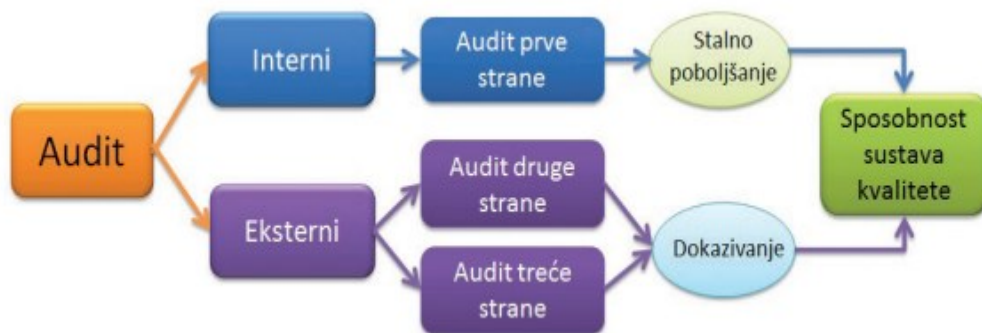 Audit
Interni
Audit prve
strane
Stalno
poboljšanje
Eksterni
Audit druge
strane
Audit treće
strane
Dokazivanje
Sposobnost
sustava
kvalitete